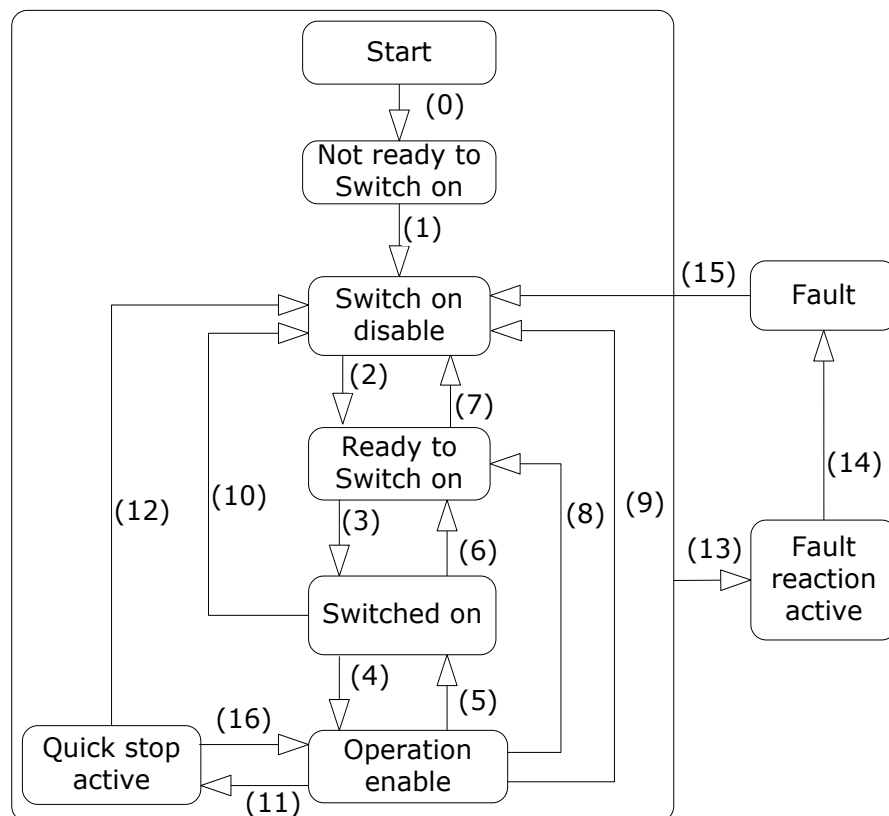 Start
(0)
Not ready to
Switch on
(1)
(15)
Switch on
disable
Fault
(2)
(7)
Ready to
Switch on
(14)
(12)
(10)
(3)
(8)
(9)
(6)
(13)
Fault
reaction
active
Switched on
(4)
(5)
(16)
Quick stop
active
Operation
enable
(11)